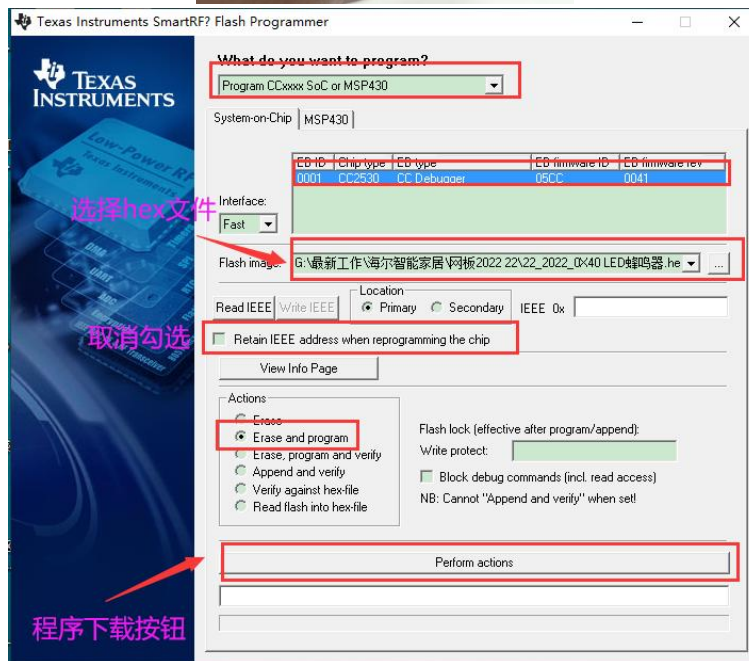 Texas Instruments SmartRF? Flash Programmer
What do you want to program?
TEXAS INSTRUMENTS
Program CCxxxx SoC or MSP430
System-on-Chip MSP430
EB ID Chip type EB type EB firmware ID EB firmware rev
0001 CC2530 CC Debugger 05CC 0041
Low-Power RF
Texas Instruments
Interface:
Fast
选择hex文件
Flash image: G:\最新工作\海尔智能家居\网板2022 22\22_2022_0X40 LED蜂鸣器.he ...
Location
Read IEEE Write IEEE Primary Secondary IEEE 0x
取消勾选
Retain IEEE address when reprogramming the chip
View Info Page
Actions
Erase
Erase and program
Erase, program and verify
Append and verify
Verify against hex-file
Read flash into hex-file
Flash lock (effective after program/append):
Write protect:
Block debug commands (incl. read access)
NB: Cannot "Append and verify" when set!
Perform actions
程序下载按钮